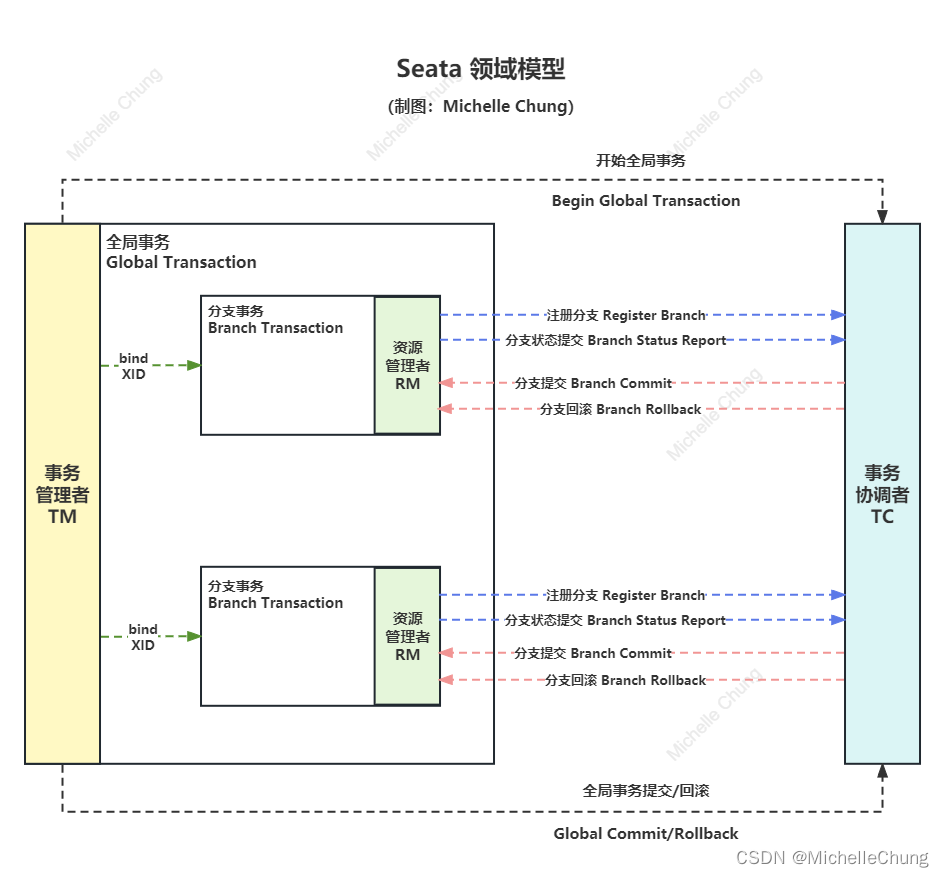 Seata 领域模型
(制图：Michelle Chung)
Michelle Chung
Michelle Chung
Michelle Chung
开始全局事务
Begin Global Transaction
全局事务
Global Transaction
分支事务
Branch Transaction
资源
管理者
RM
bind
XID
注册分支 Register Branch
分支状态提交 Branch Status Report
分支提交 Branch Commit
分支回滚 Branch Rollback
Michelle Chung
事务
管理者
TM
事务
协调者
TC
分支事务
Branch Transaction
资源
管理者
RM
bind
XID
注册分支 Register Branch
分支状态提交 Branch Status Report
分支提交 Branch Commit
分支回滚 Branch Rollback
Michelle Chung
全局事务提交/回滚
Global Commit/Rollback
CSDN @MichelleChung